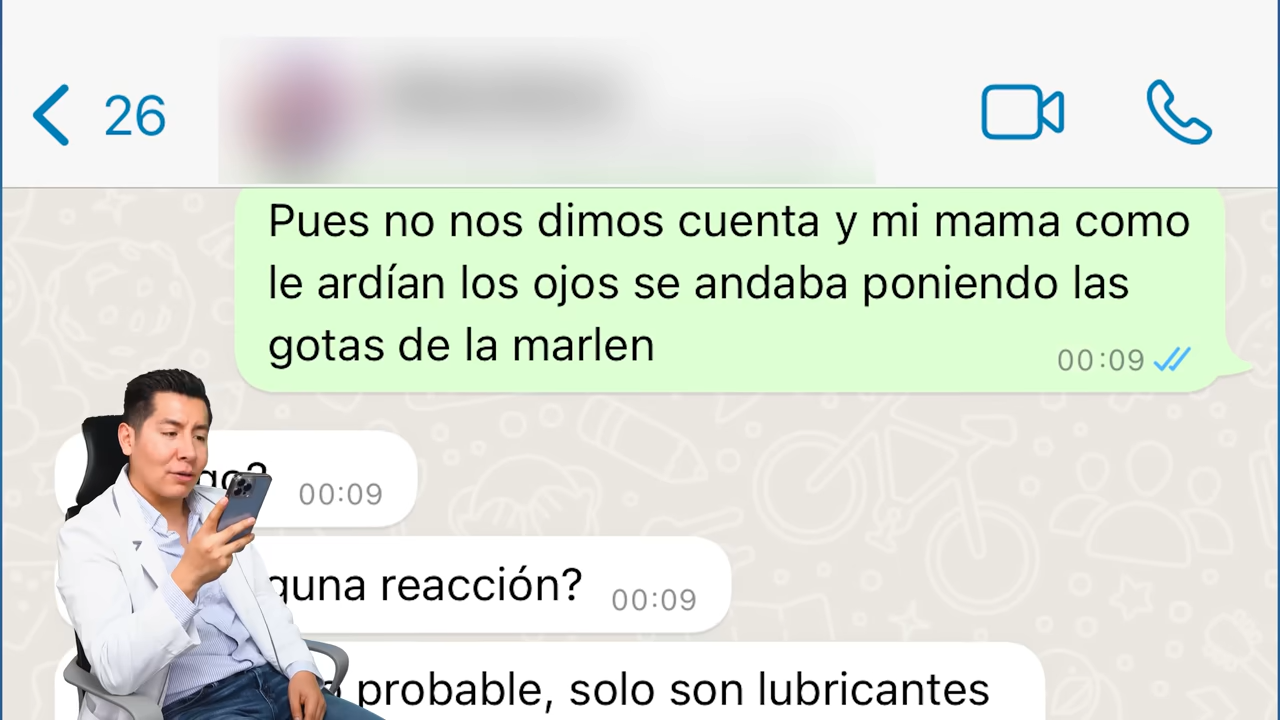 26
Pues no nos dimos cuenta y mi mama como
le ardían los ojos se andaba poniendo las
gotas de la marlen
00:09
00:09
guna reacción? 00:09
probable, solo son lubricantes